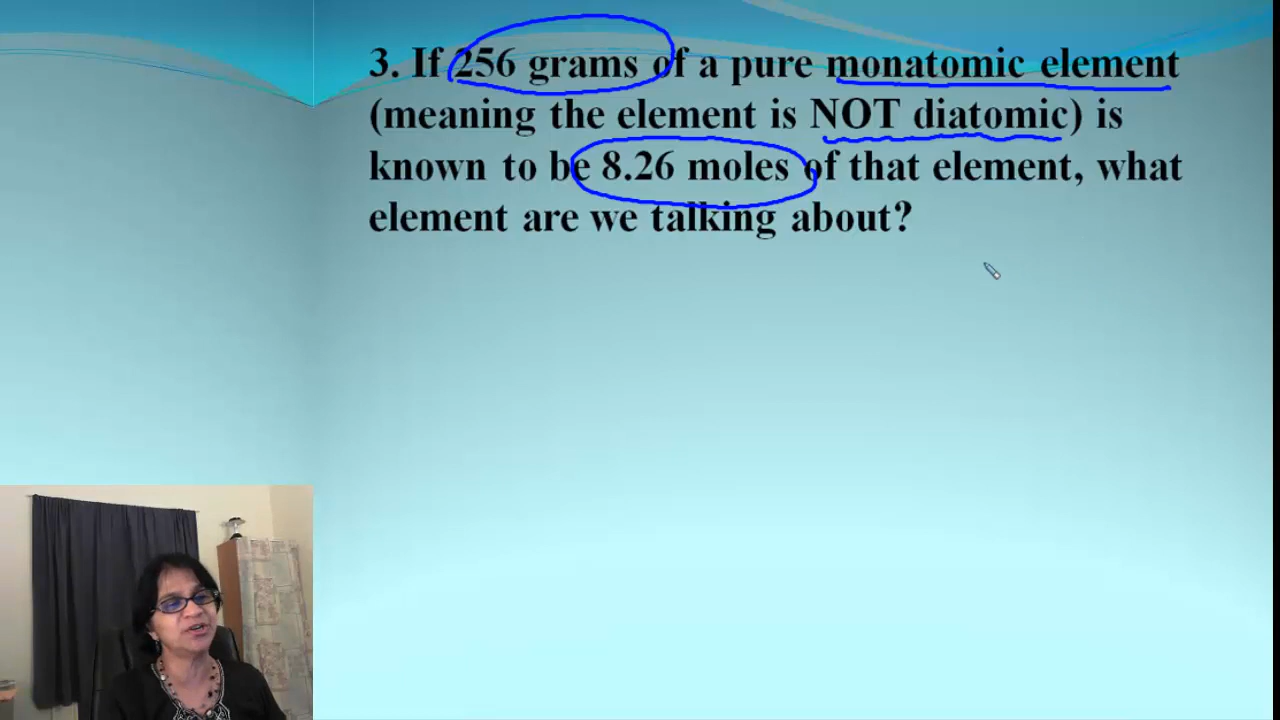 3. If 256 grams of a pure monatomic element
(meaning the element is NOT diatomic) is
known to be 8.26 moles of that element, what
element are we talking about?